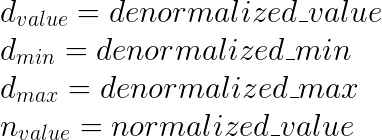 d_value = denormalized_value
d_min = denormalized_min
d_max = denormalized_max
n_value = normalized_value